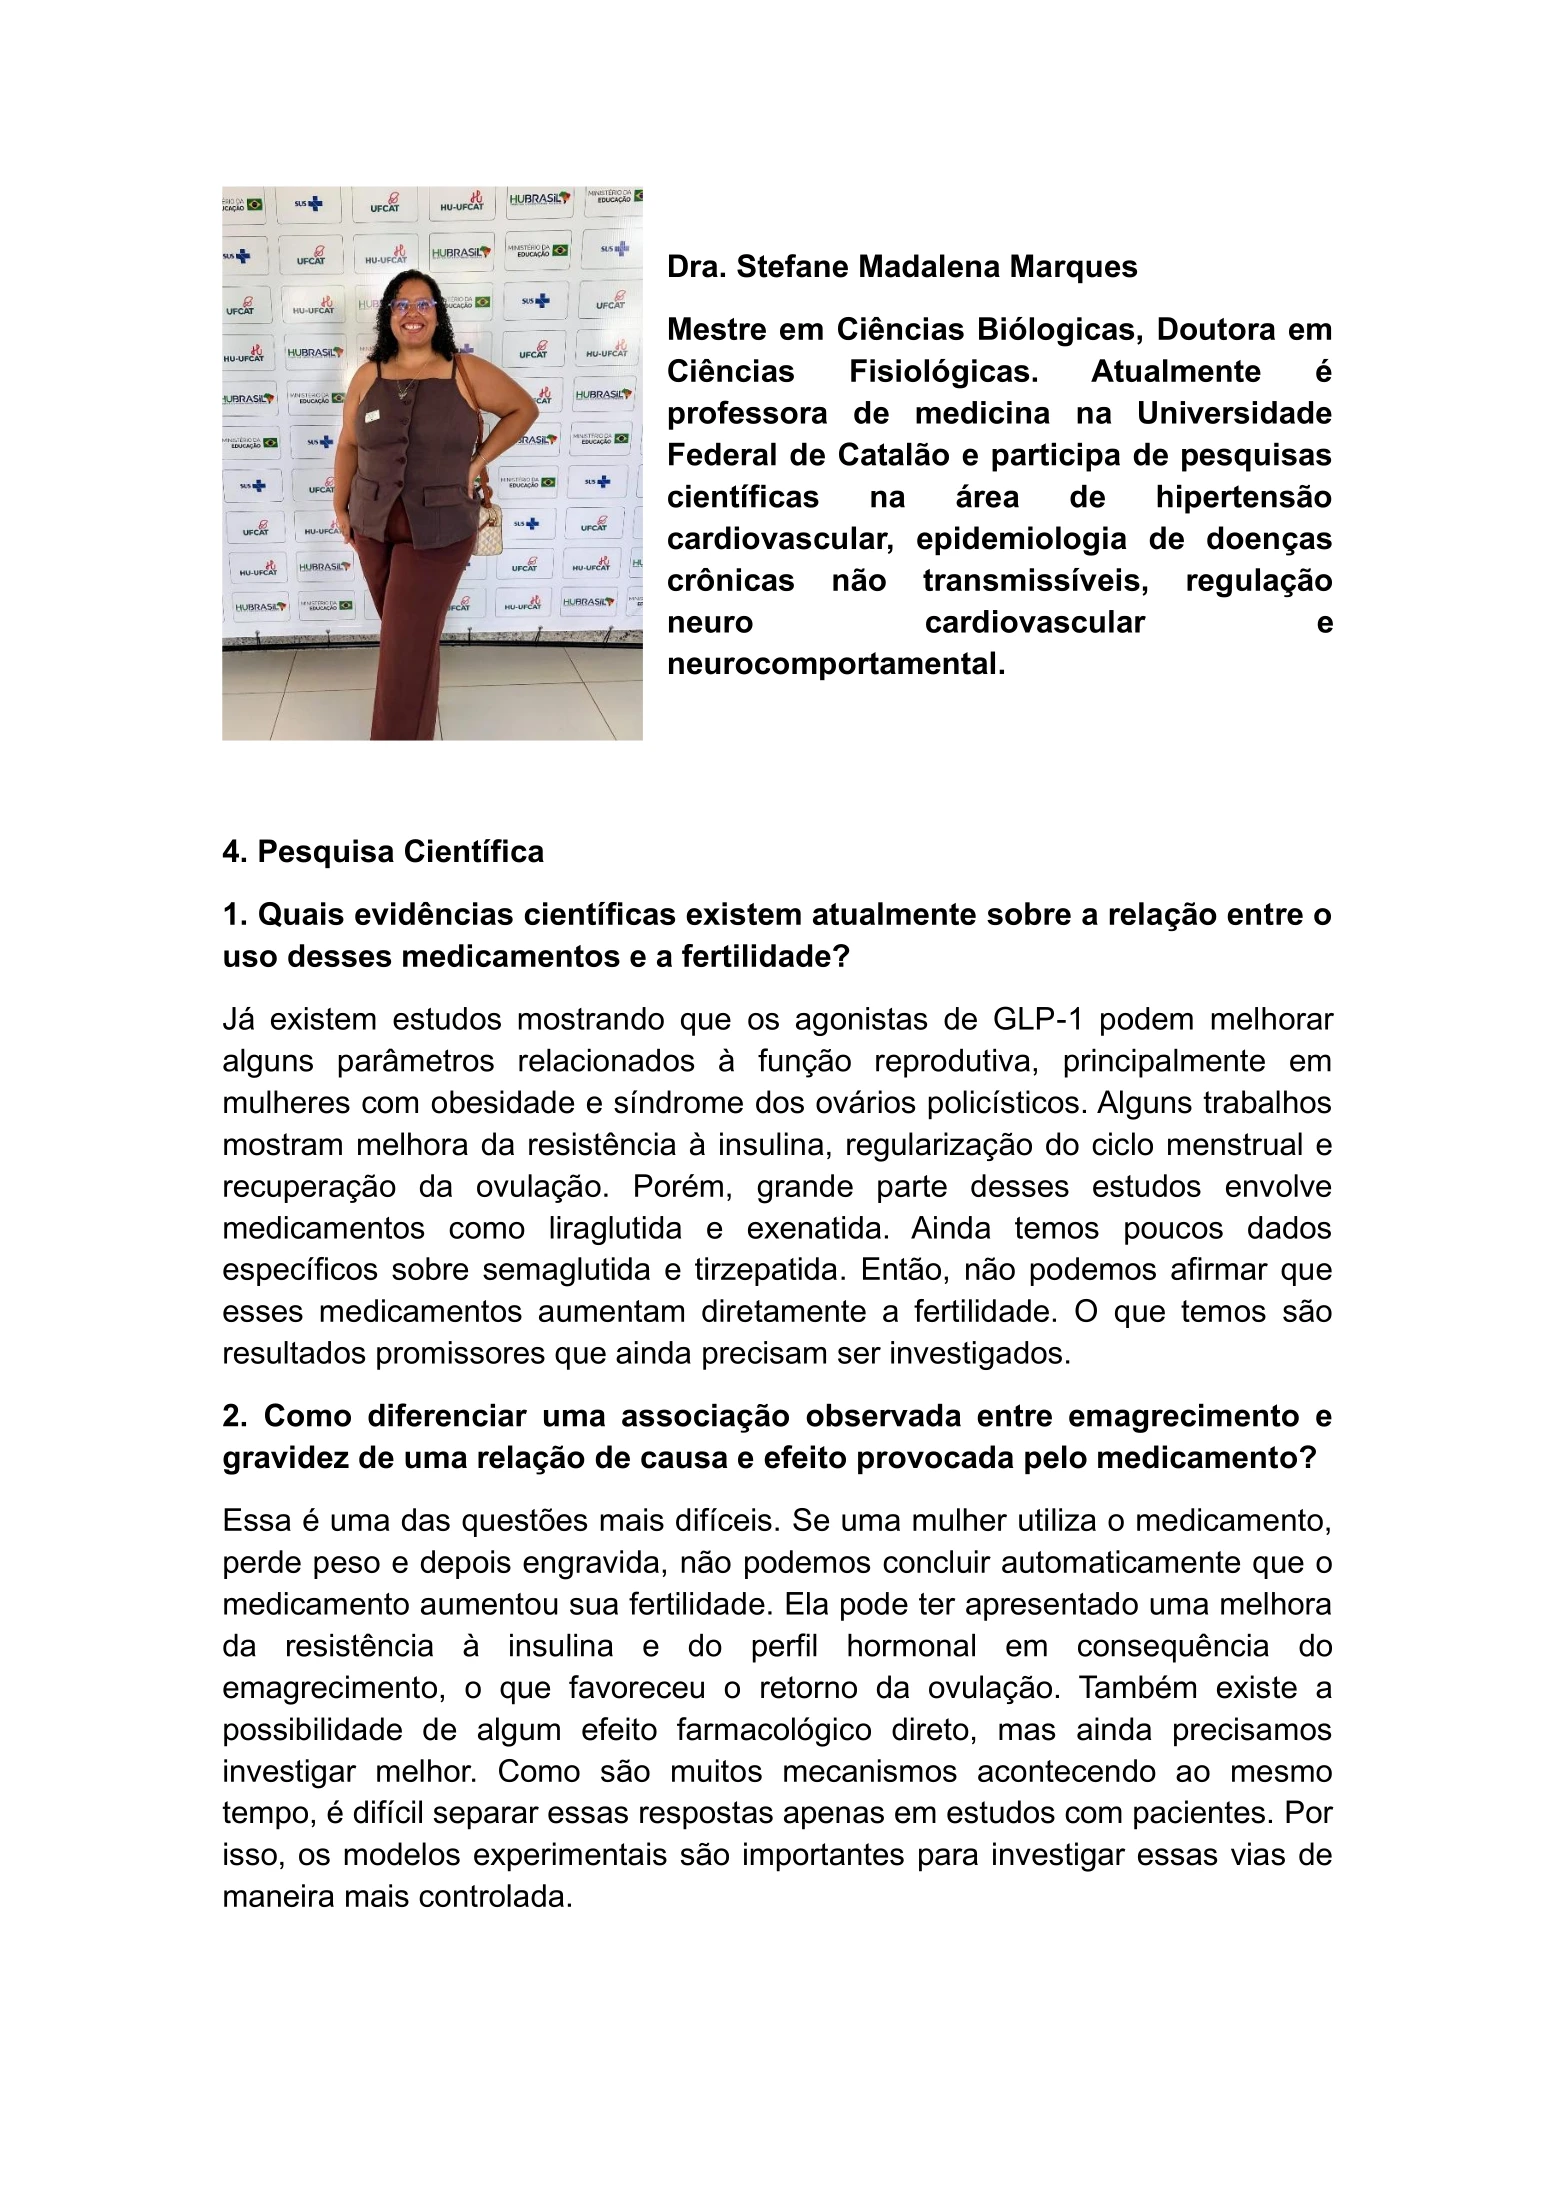 Dra. Stefane Madalena Marques
Mestre em Ciências Biólogicas, Doutora em
Ciências Fisiológicas. Atualmente é
professora de medicina na Universidade
Federal de Catalão e participa de pesquisas
científicas na área de hipertensão
cardiovascular, epidemiologia de doenças
crônicas não transmissíveis, regulação
neuro cardiovascular e
neurocomportamental.
SUS UFCAT HU-UFCAT HUBRASIL MINISTÉRIO DA EDUCAÇÃO
4. Pesquisa Científica
1. Quais evidências científicas existem atualmente sobre a relação entre o
uso desses medicamentos e a fertilidade?
Já existem estudos mostrando que os agonistas de GLP-1 podem melhorar
alguns parâmetros relacionados à função reprodutiva, principalmente em
mulheres com obesidade e síndrome dos ovários policísticos. Alguns trabalhos
mostram melhora da resistência à insulina, regularização do ciclo menstrual e
recuperação da ovulação. Porém, grande parte desses estudos envolve
medicamentos como liraglutida e exenatida. Ainda temos poucos dados
específicos sobre semaglutida e tirzepatida. Então, não podemos afirmar que
esses medicamentos aumentam diretamente a fertilidade. O que temos são
resultados promissores que ainda precisam ser investigados.
2. Como diferenciar uma associação observada entre emagrecimento e
gravidez de uma relação de causa e efeito provocada pelo medicamento?
Essa é uma das questões mais difíceis. Se uma mulher utiliza o medicamento,
perde peso e depois engravida, não podemos concluir automaticamente que o
medicamento aumentou sua fertilidade. Ela pode ter apresentado uma melhora
da resistência à insulina e do perfil hormonal em consequência do
emagrecimento, o que favoreceu o retorno da ovulação. Também existe a
possibilidade de algum efeito farmacológico direto, mas ainda precisamos
investigar melhor. Como são muitos mecanismos acontecendo ao mesmo
tempo, é difícil separar essas respostas apenas em estudos com pacientes. Por
isso, os modelos experimentais são importantes para investigar essas vias de
maneira mais controlada.